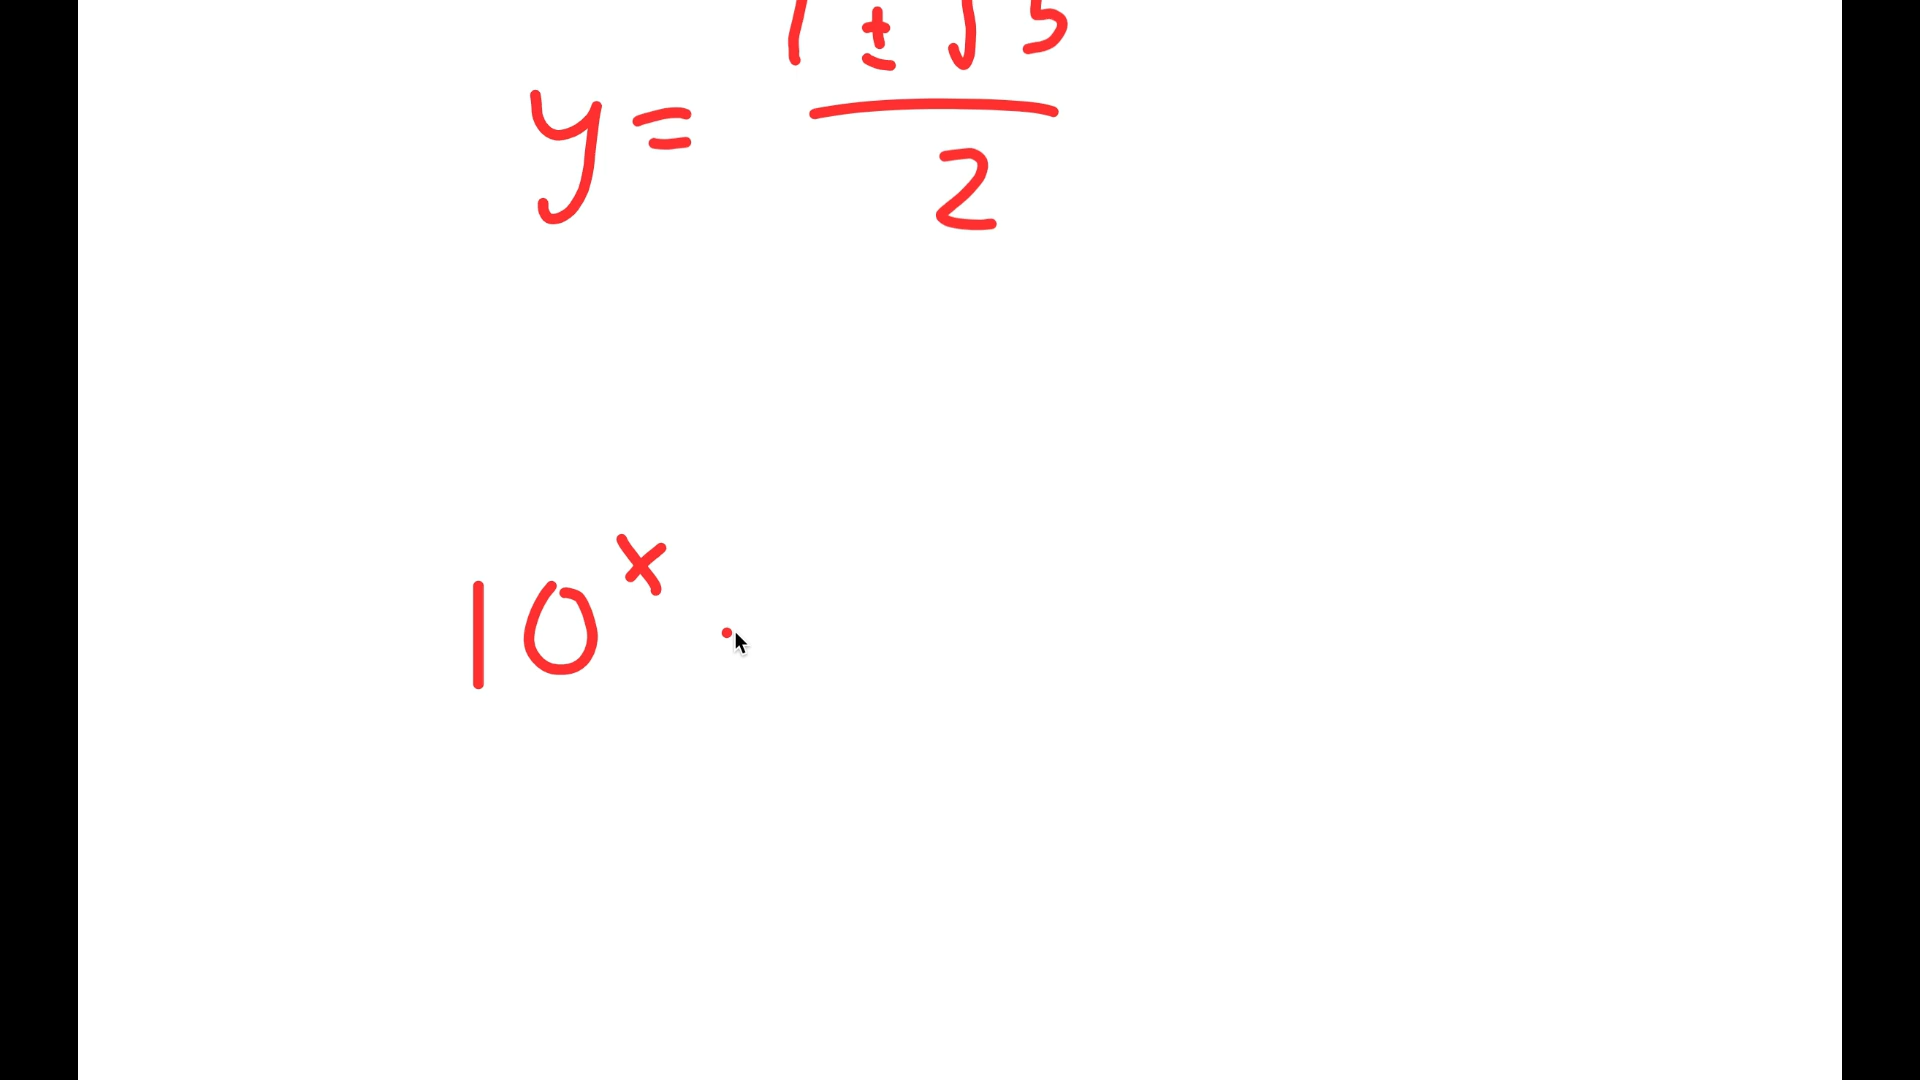 y = (1 ± √5) / 2
10^x